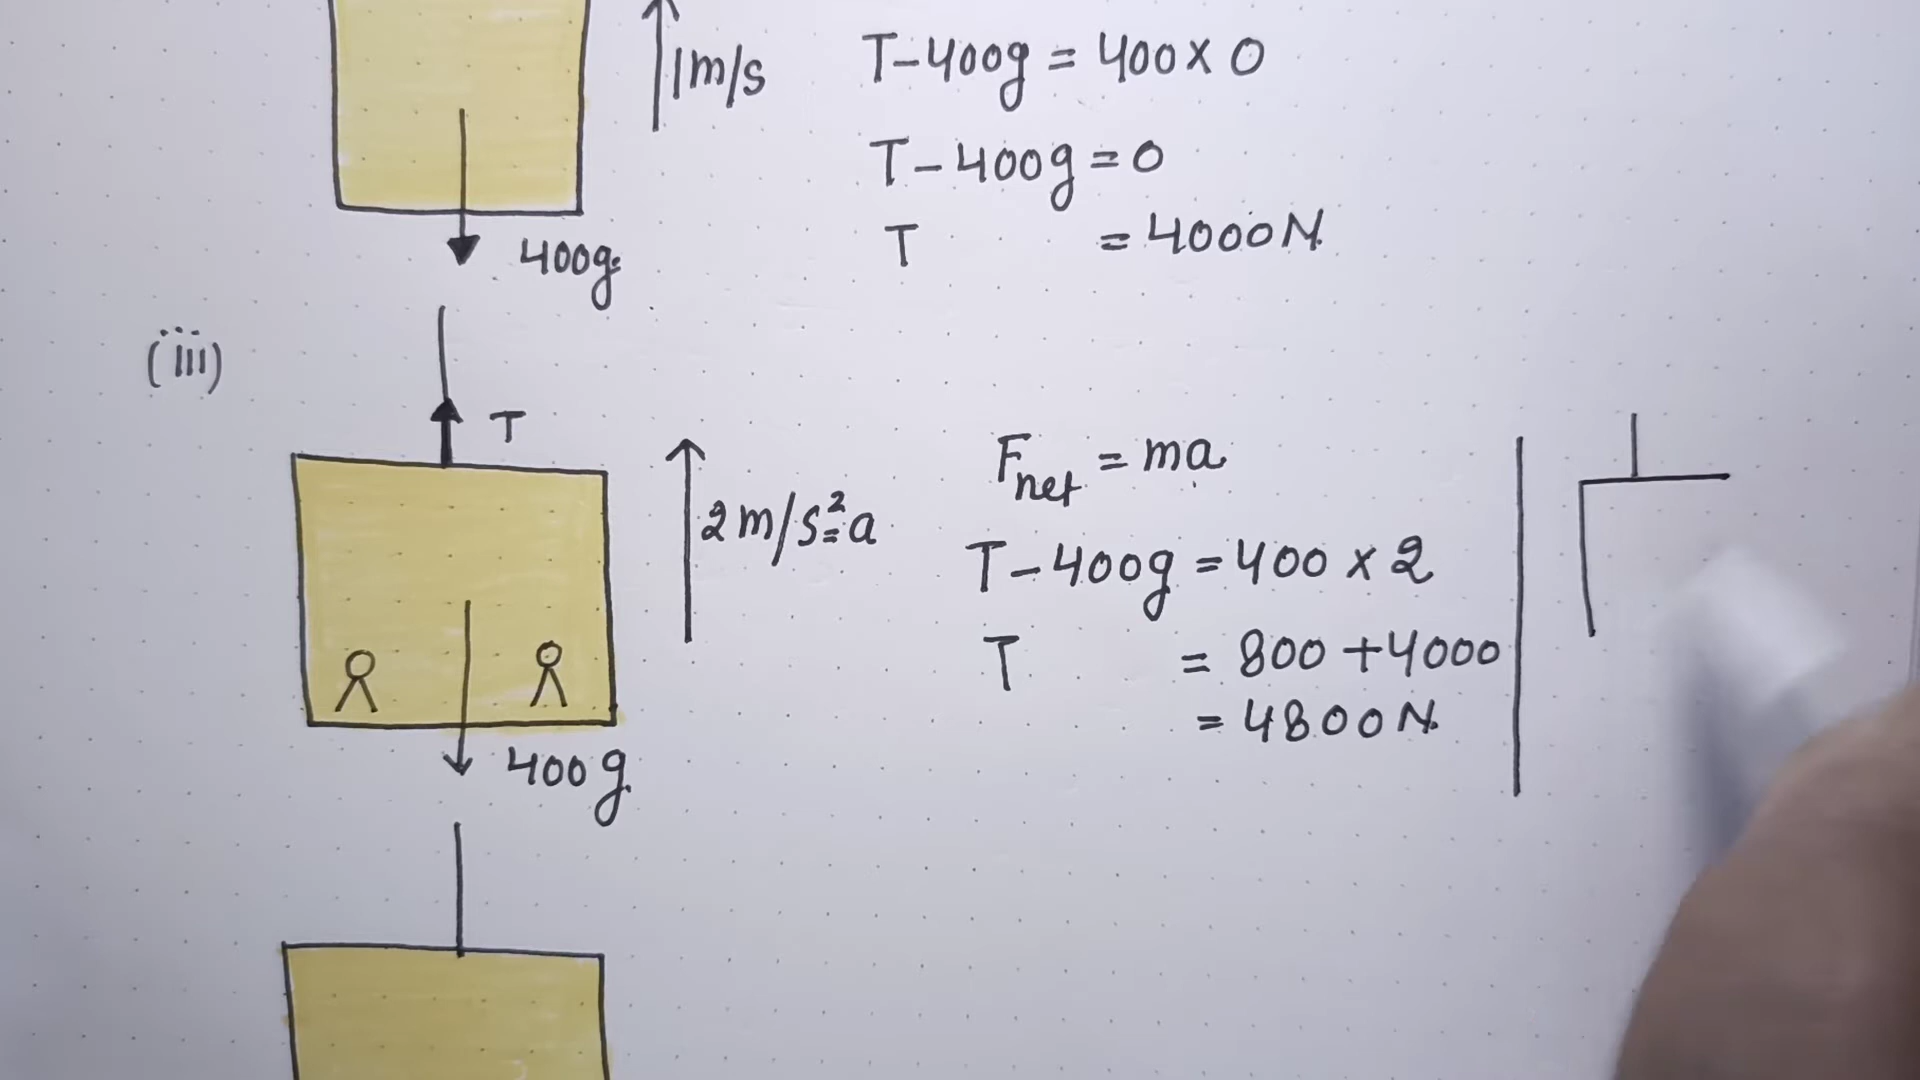 1m/s
T-400g = 400 x 0
T-400g = 0
T = 4000N
400g
(iii)
T
2m/s² = a
Fnet = ma
T-400g = 400 x 2
T = 800 + 4000
= 4800N
400g